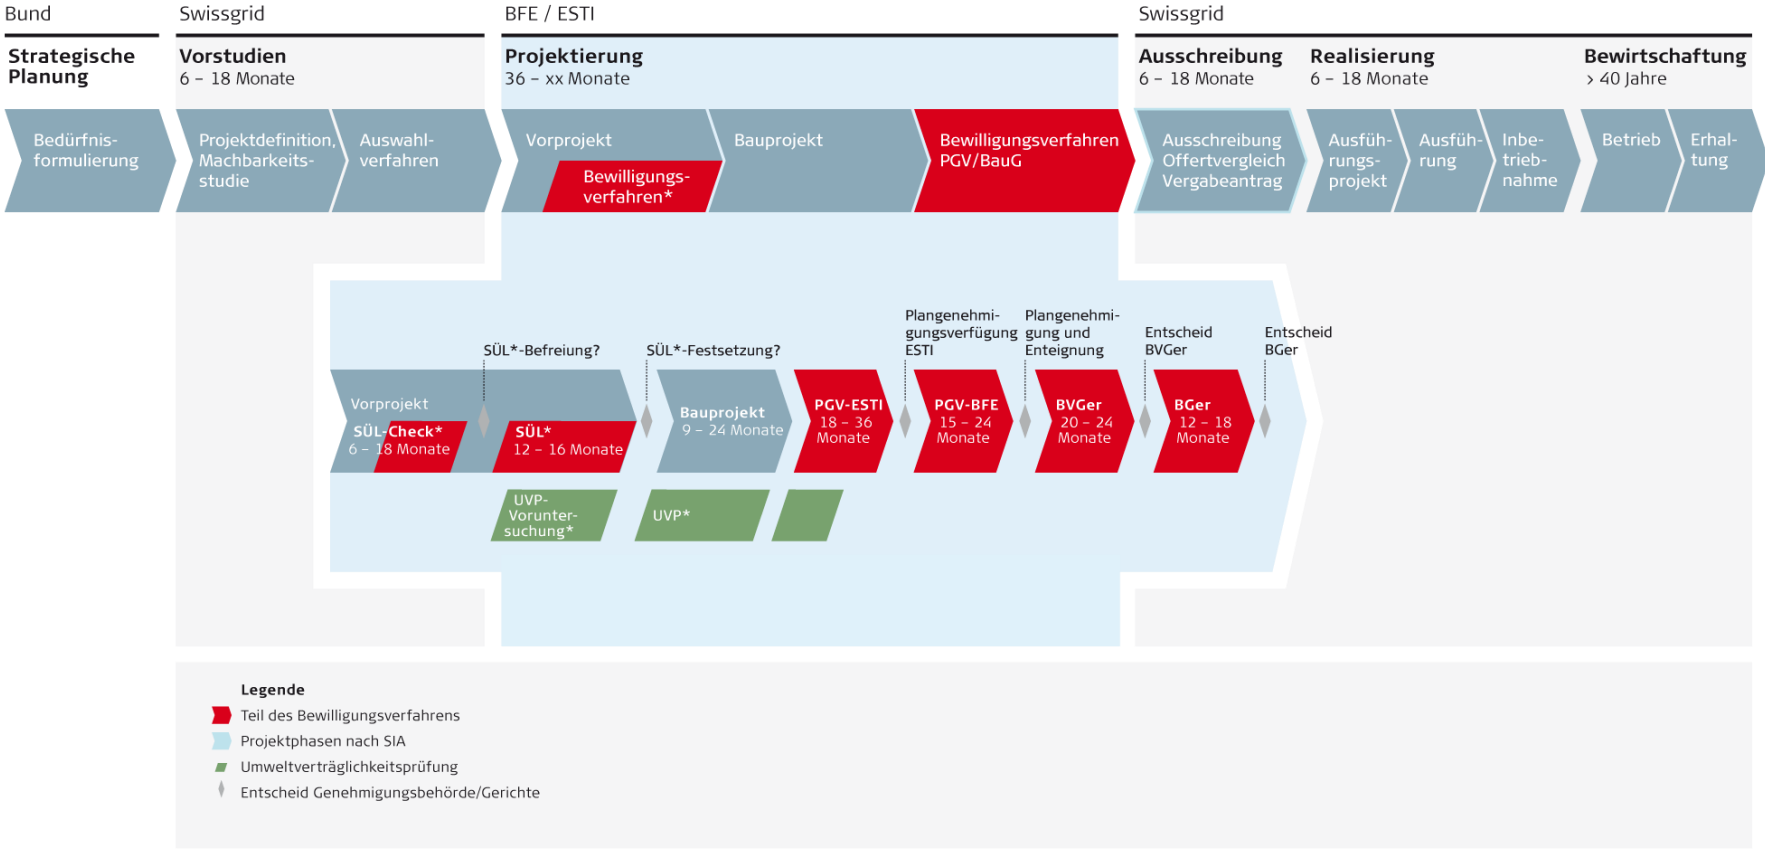 Bund
Swissgrid
BFE / ESTI
Swissgrid
Strategische
Planung
Vorstudien
6 – 18 Monate
Projektierung
36 – xx Monate
Ausschreibung
6 – 18 Monate
Realisierung
6 – 18 Monate
Bewirtschaftung
> 40 Jahre
Bedürfnis-
formulierung
Projektdefinition,
Machbarkeits-
studie
Auswahl-
verfahren
Vorprojekt
Bewilligungs-
verfahren*
Bauprojekt
Bewilligungsverfahren
PGV/BauG
Ausschreibung
Offertvergleich
Vergabeantrag
Ausfüh-
rungs-
projekt
Ausfüh-
rung
Inbe-
trieb-
nahme
Betrieb
Erhal-
tung
SÜL*-Befreiung?
SÜL*-Festsetzung?
Plangenehmi-
gungsverfügung
ESTI
Plangenehmi-
gung und
Enteignung
Entscheid
BVGer
Entscheid
BGer
Vorprojekt
SÜL-Check*
6 – 18 Monate
SÜL*
12 – 16 Monate
Bauprojekt
9 – 24 Monate
PGV-ESTI
18 – 36
Monate
PGV-BFE
15 – 24
Monate
BVGer
20 – 24
Monate
BGer
12 – 18
Monate
UVP-
Vorunter-
suchung*
UVP*
Legende
Teil des Bewilligungsverfahrens
Projektphasen nach SIA
Umweltverträglichkeitsprüfung
Entscheid Genehmigungsbehörde/Gerichte